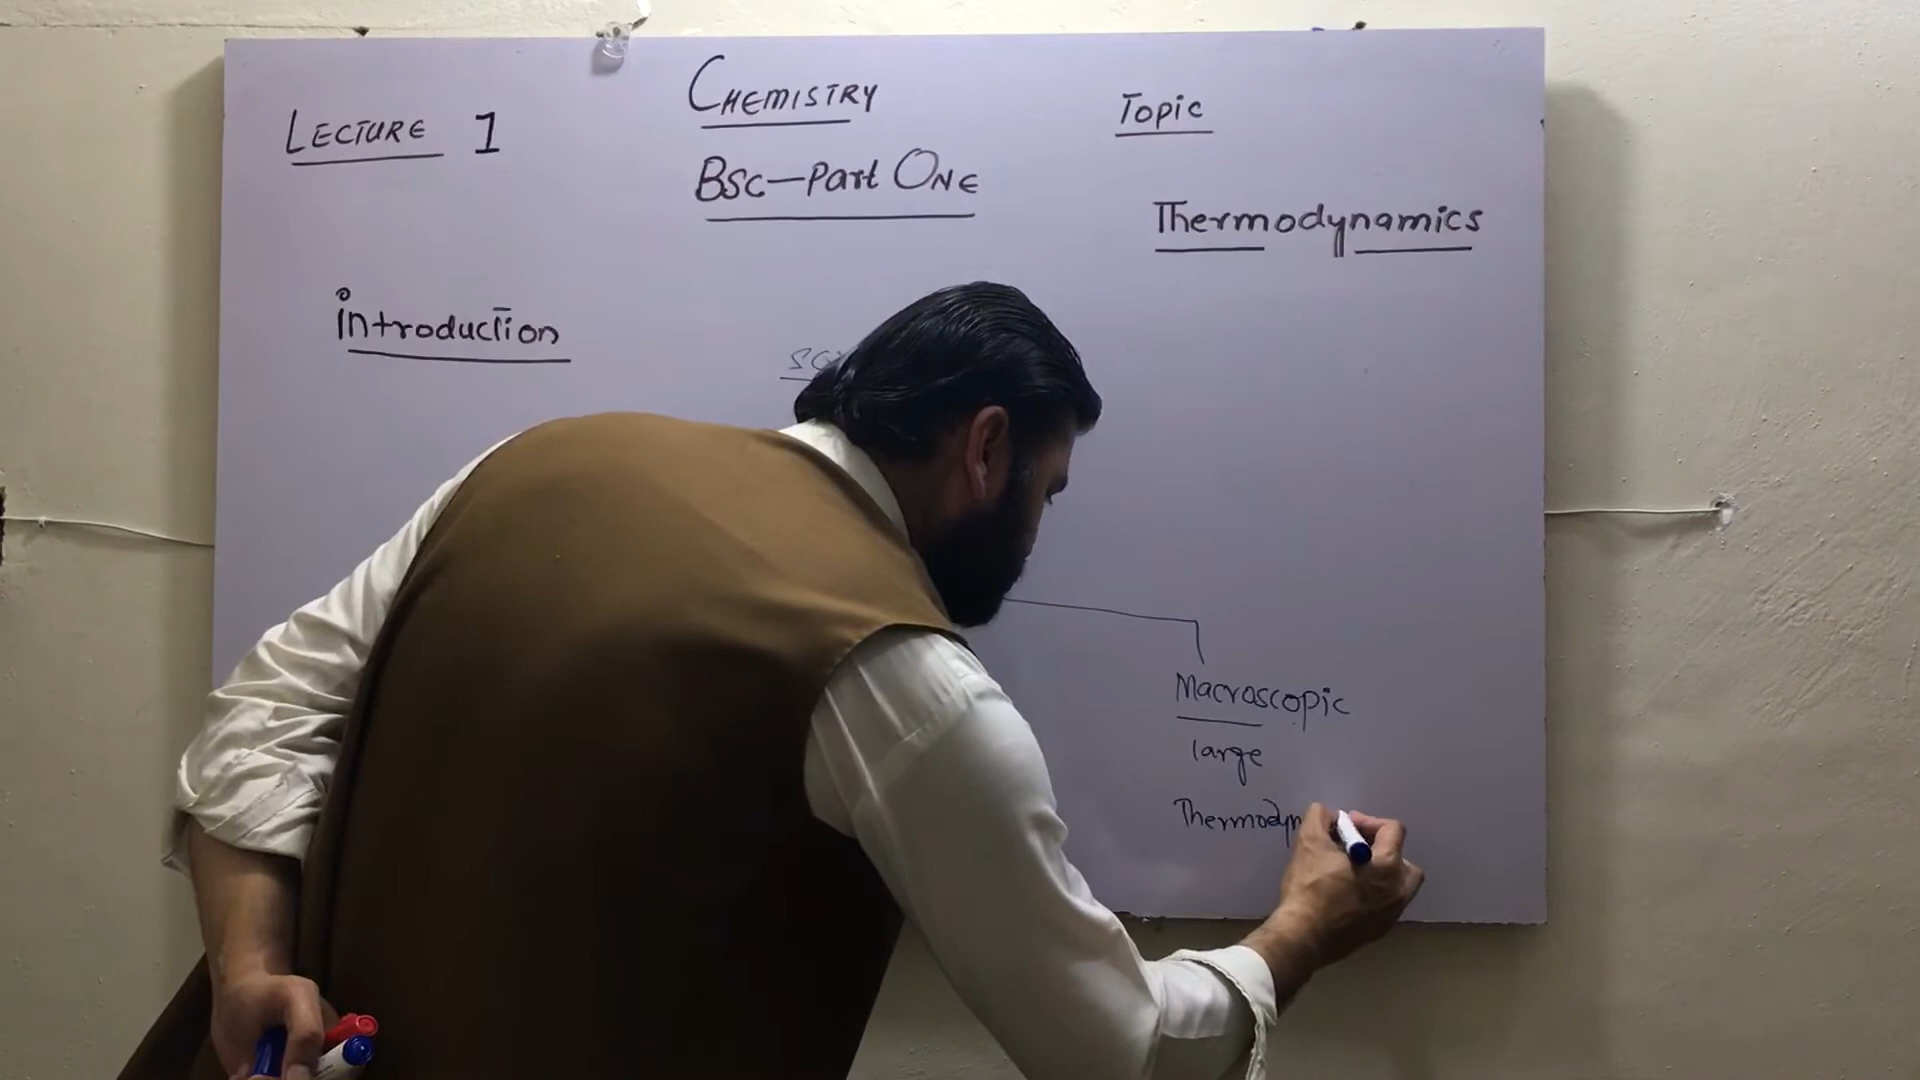 LECTURE 1
CHEMISTRY
BSC-Part ONE
Topic
Thermodynamics
Introduction
Macroscopic
large